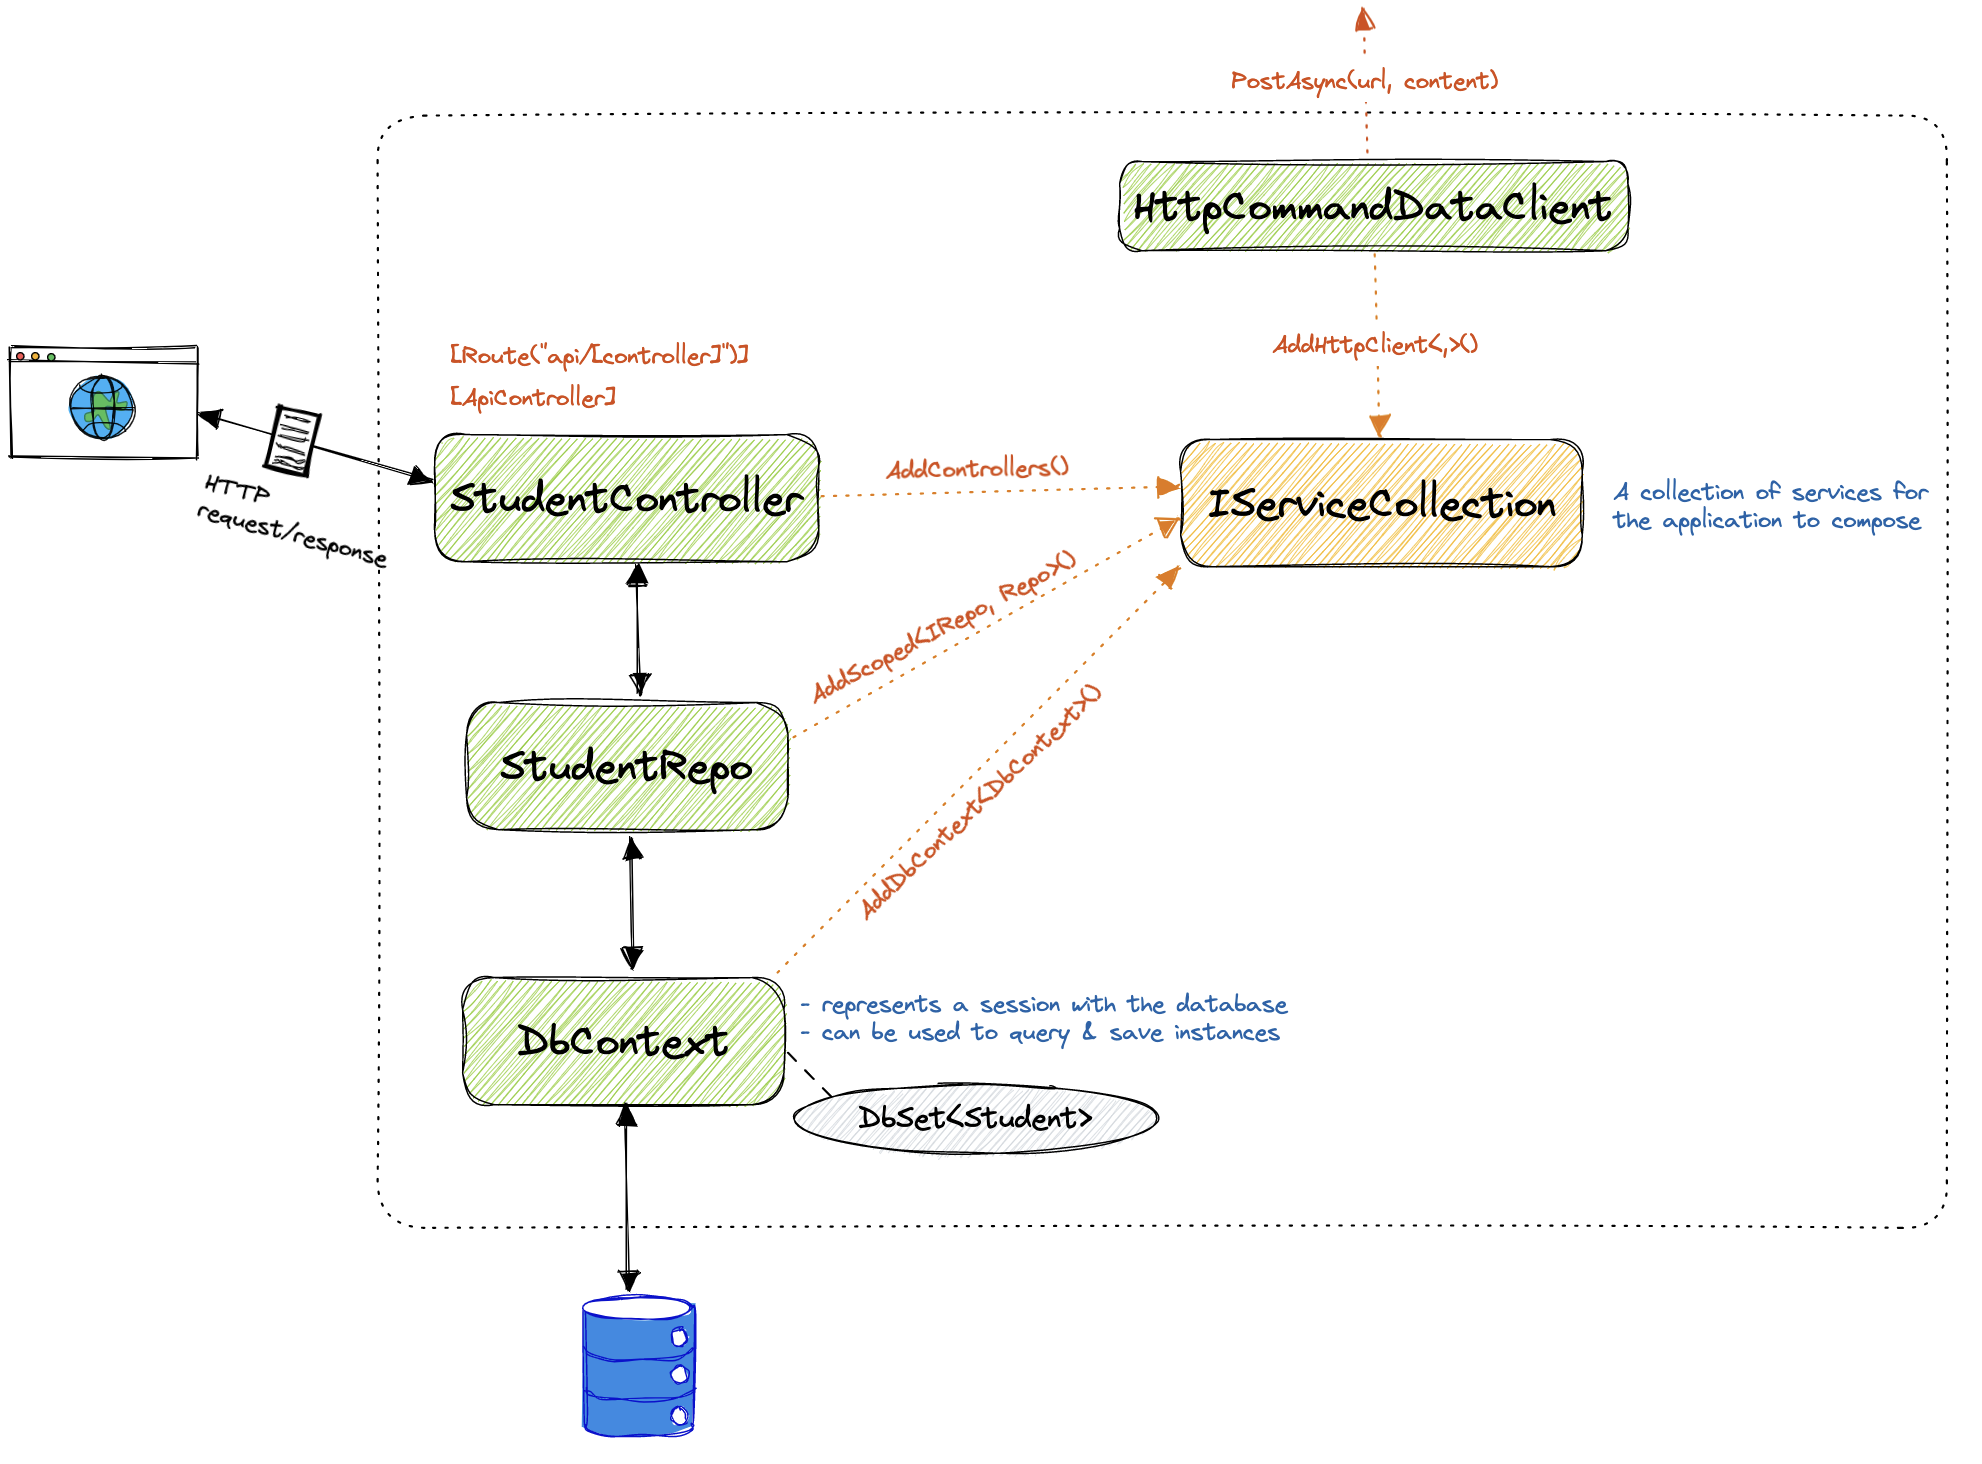 PostAsync(url, content)
HttpCommandDataClient
AddHttpClient<,>()
[Route("api/[controller]")]
[ApiController]
HTTP
request/response
StudentController
AddControllers()
IServiceCollection
A collection of services for
the application to compose
AddScoped<IRepo, Repo>()
StudentRepo
AddDbContext<DbContext>()
DbContext
- represents a session with the database
- can be used to query & save instances
DbSet<Student>